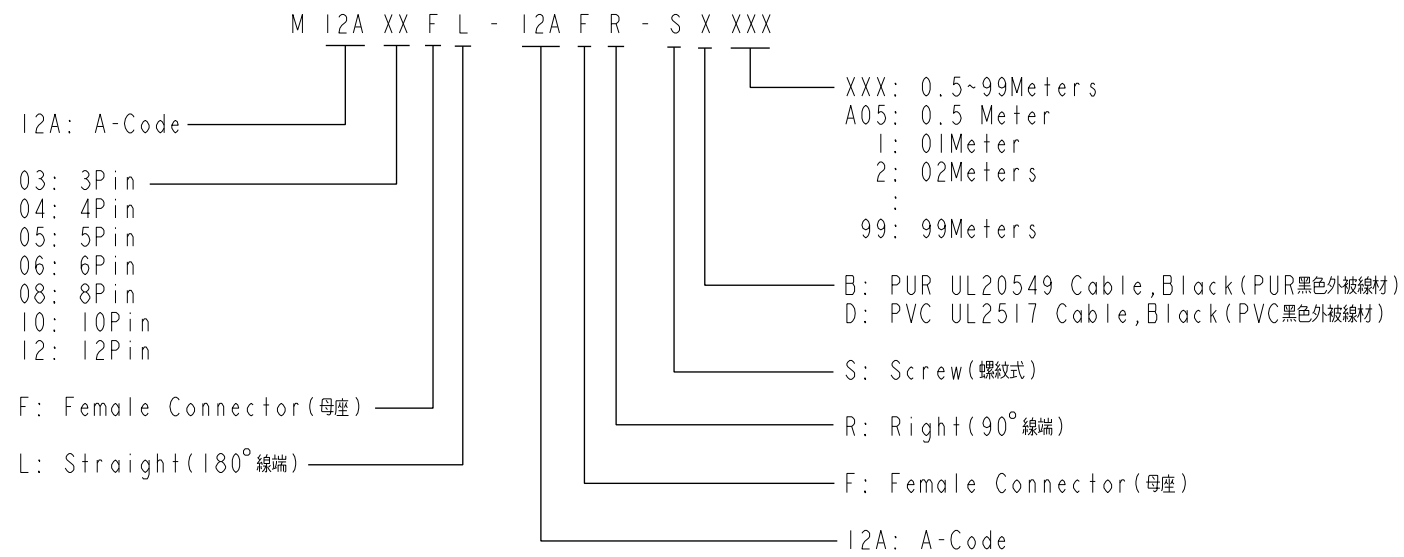 M 12A XX F L - 12A F R - S X XXX
12A: A-Code
03: 3Pin
04: 4Pin
05: 5Pin
06: 6Pin
08: 8Pin
10: 10Pin
12: 12Pin
F: Female Connector(母座)
L: Straight(180°線端)
XXX: 0.5~99Meters
A05: 0.5 Meter
1: 01Meter
2: 02Meters
:
99: 99Meters
B: PUR UL20549 Cable,Black(PUR黑色外被線材)
D: PVC UL2517 Cable,Black(PVC黑色外被線材)
S: Screw(螺紋式)
R: Right(90°線端)
F: Female Connector(母座)
12A: A-Code